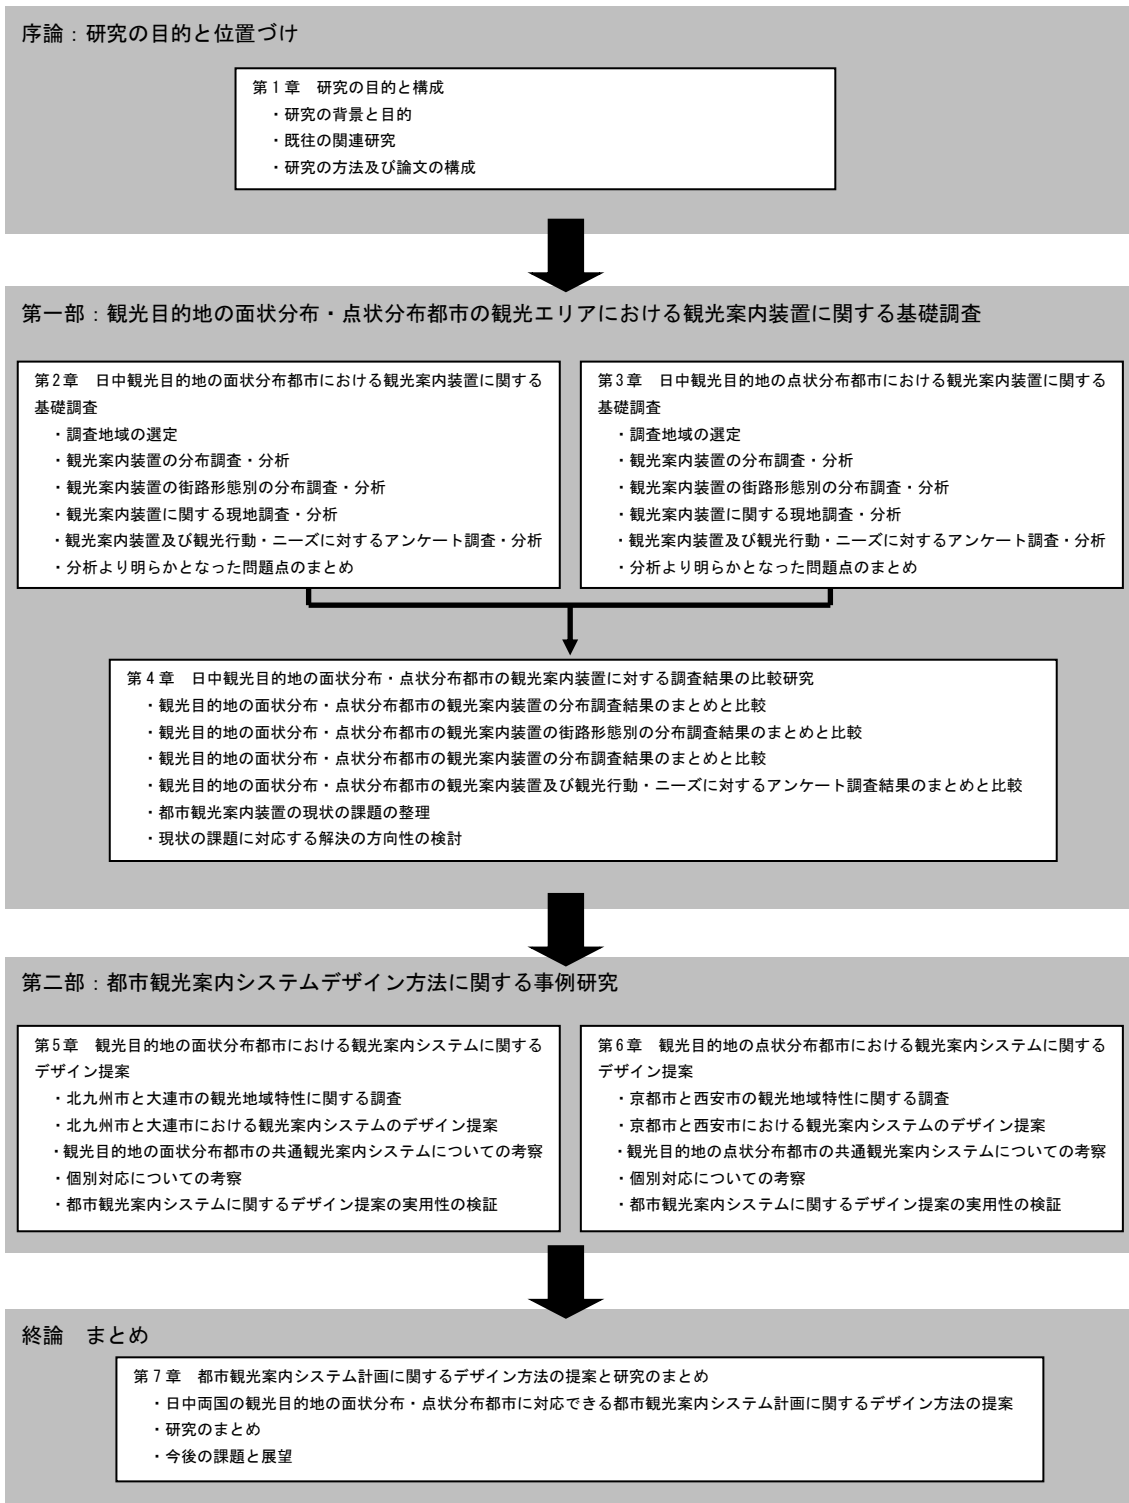 序論：研究の目的と位置づけ
第１章　研究の目的と構成
・研究の背景と目的
・既往の関連研究
・研究の方法及び論文の構成
第一部：観光目的地の面状分布・点状分布都市の観光エリアにおける観光案内装置に関する基礎調査
第2章　日中観光目的地の面状分布都市における観光案内装置に関する
基礎調査
・調査地域の選定
・観光案内装置の分布調査・分析
・観光案内装置の街路形態別の分布調査・分析
・観光案内装置に関する現地調査・分析
・観光案内装置及び観光行動・ニーズに対するアンケート調査・分析
・分析より明らかとなった問題点のまとめ
第3章　日中観光目的地の点状分布都市における観光案内装置に関する
基礎調査
・調査地域の選定
・観光案内装置の分布調査・分析
・観光案内装置の街路形態別の分布調査・分析
・観光案内装置に関する現地調査・分析
・観光案内装置及び観光行動・ニーズに対するアンケート調査・分析
・分析より明らかとなった問題点のまとめ
第４章　日中観光目的地の面状分布・点状分布都市の観光案内装置に対する調査結果の比較研究
・観光目的地の面状分布・点状分布都市の観光案内装置の分布調査結果のまとめと比較
・観光目的地の面状分布・点状分布都市の観光案内装置の街路形態別の分布調査結果のまとめと比較
・観光目的地の面状分布・点状分布都市の観光案内装置の分布調査結果のまとめと比較
・観光目的地の面状分布・点状分布都市の観光案内装置及び観光行動・ニーズに対するアンケート調査結果のまとめと比較
・都市観光案内装置の現状の課題の整理
・現状の課題に対応する解決の方向性の検討
第二部：都市観光案内システムデザイン方法に関する事例研究
第5章　観光目的地の面状分布都市における観光案内システムに関する
デザイン提案
・北九州市と大連市の観光地域特性に関する調査
・北九州市と大連市における観光案内システムのデザイン提案
・観光目的地の面状分布都市の共通観光案内システムについての考察
・個別対応についての考察
・都市観光案内システムに関するデザイン提案の実用性の検証
第6章　観光目的地の点状分布都市における観光案内システムに関する
デザイン提案
・京都市と西安市の観光地域特性に関する調査
・京都市と西安市における観光案内システムのデザイン提案
・観光目的地の点状分布都市の共通観光案内システムについての考察
・個別対応についての考察
・都市観光案内システムに関するデザイン提案の実用性の検証
終論　まとめ
第７章　都市観光案内システム計画に関するデザイン方法の提案と研究のまとめ
・日中両国の観光目的地の面状分布・点状分布都市に対応できる都市観光案内システム計画に関するデザイン方法の提案
・研究のまとめ
・今後の課題と展望